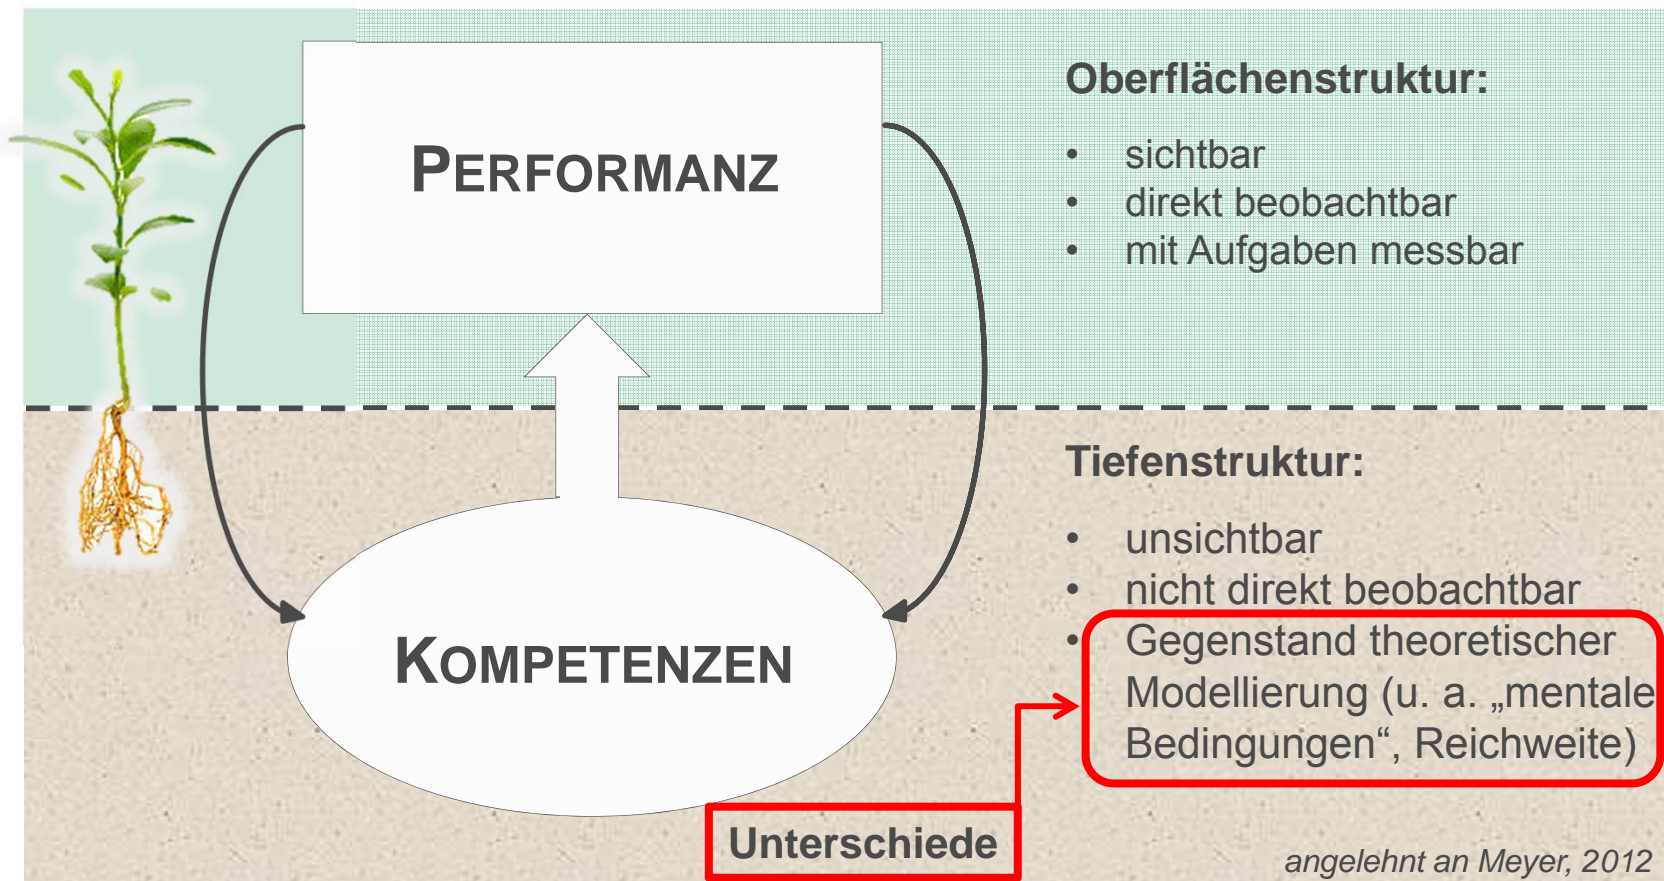 PERFORMANZ
Oberflächenstruktur:
• sichtbar
• direkt beobachtbar
• mit Aufgaben messbar
KOMPETENZEN
Tiefenstruktur:
• unsichtbar
• nicht direkt beobachtbar
• Gegenstand theoretischer
Modellierung (u. a. „mentale
Bedingungen“, Reichweite)
Unterschiede
angelehnt an Meyer, 2012